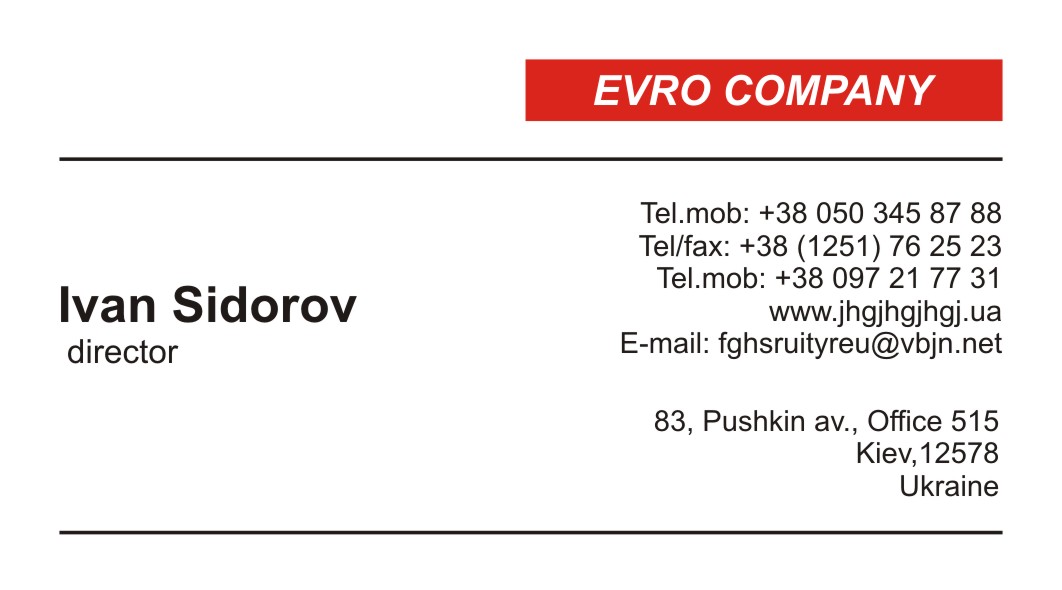 EVRO COMPANY
Tel.mob: +38 050 345 87 88
Tel/fax: +38 (1251) 76 25 23
Tel.mob: +38 097 21 77 31
www.jhgjhgjhgj.ua
E-mail: fghsruityreu@vbjn.net
Ivan Sidorov
director
83, Pushkin av., Office 515
Kiev,12578
Ukraine